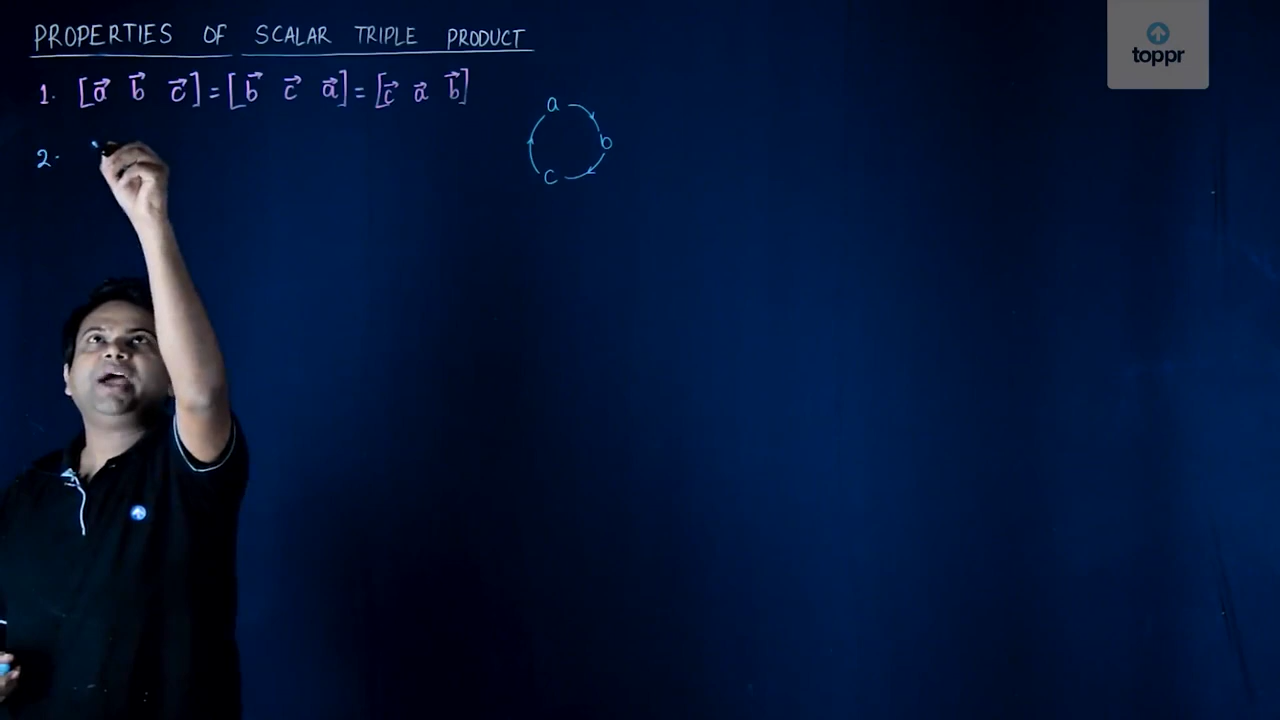 PROPERTIES OF SCALAR TRIPLE PRODUCT
toppr
1. [a⃗ b⃗ c⃗] = [b⃗ c⃗ a⃗] = [c⃗ a⃗ b⃗]
a
b
c
2.